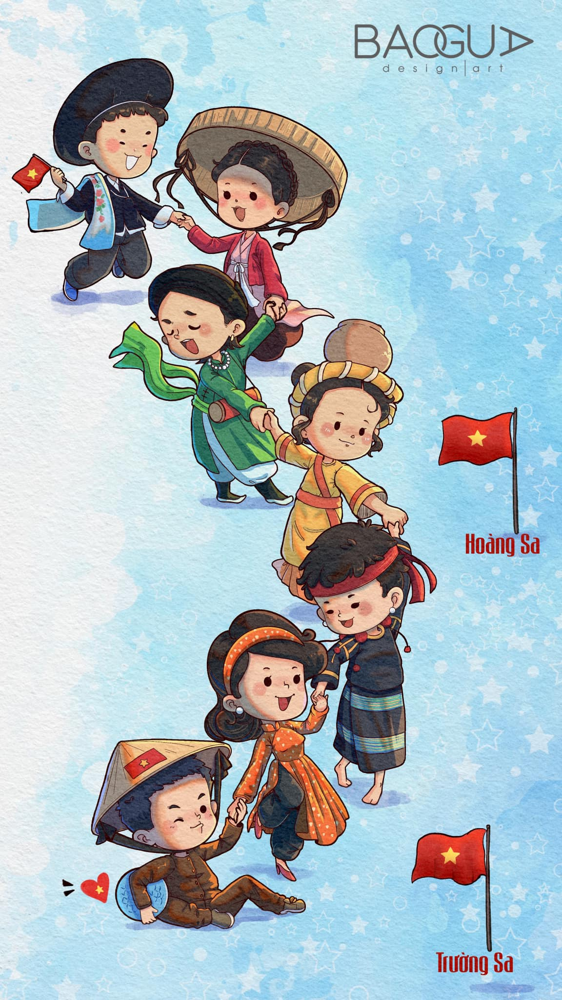 BAOGUA
design|art
Hoàng Sa
Trường Sa